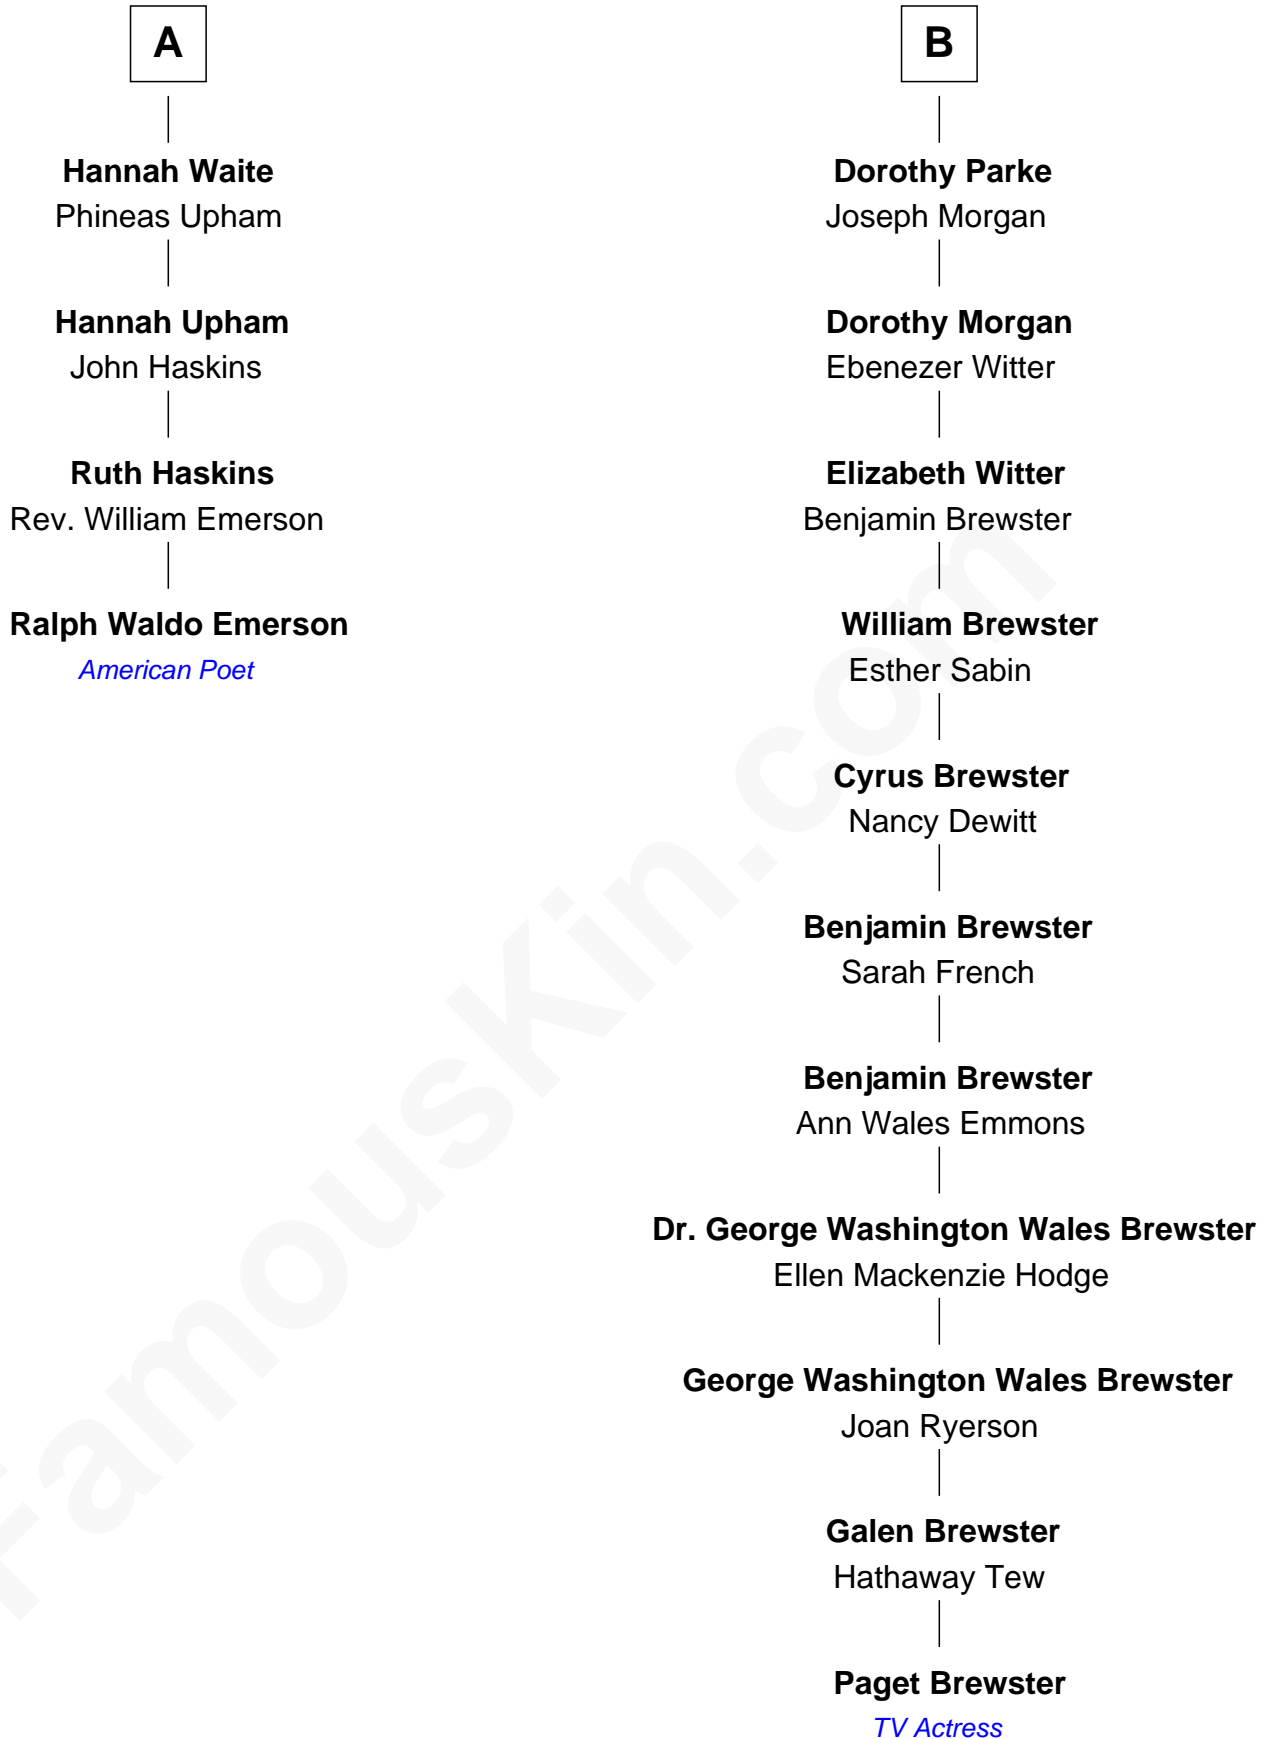 A
Hannah Waite
Phineas Upham
Hannah Upham
John Haskins
Ruth Haskins
Rev. William Emerson
Ralph Waldo Emerson
American Poet
B
Dorothy Parke
Joseph Morgan
Dorothy Morgan
Ebenezer Witter
Elizabeth Witter
Benjamin Brewster
William Brewster
Esther Sabin
Cyrus Brewster
Nancy Dewitt
Benjamin Brewster
Sarah French
Benjamin Brewster
Ann Wales Emmons
Dr. George Washington Wales Brewster
Ellen Mackenzie Hodge
George Washington Wales Brewster
Joan Ryerson
Galen Brewster
Hathaway Tew
Paget Brewster
TV Actress
FamousKin.com